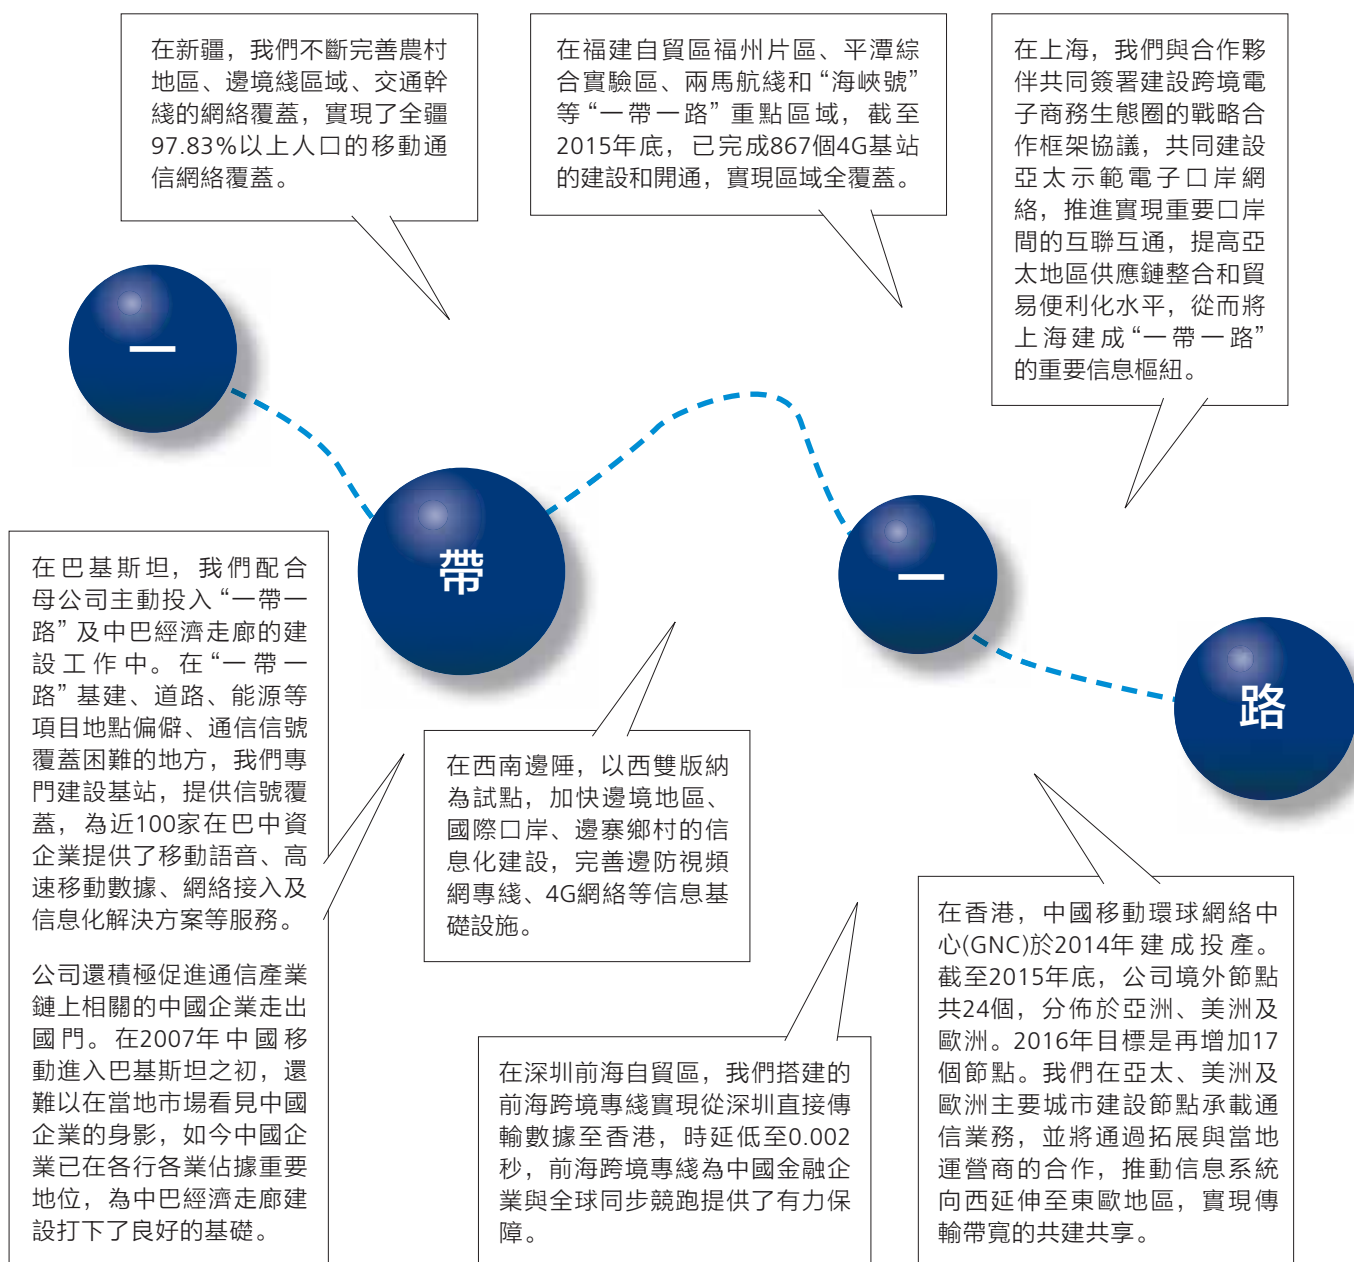 在新疆，我們不斷完善農村
地區、邊境綫區域、交通幹
綫的網絡覆蓋，實現了全疆
97.83%以上人口的移動通
信網絡覆蓋。
在福建自貿區福州片區、平潭綜
合實驗區、兩馬航綫和“海峽號”
等“一帶一路”重點區域，截至
2015年底，已完成867個4G基站
的建設和開通，實現區域全覆蓋。
在上海，我們與合作夥
伴共同簽署建設跨境電
子商務生態圈的戰略合
作框架協議，共同建設
亞太示範電子口岸網
絡，推進實現重要口岸
間的互聯互通，提高亞
太地區供應鏈整合和貿
易便利化水平，從而將
上海建成“一帶一路”
的重要信息樞紐。
一
帶
一
路
在巴基斯坦，我們配合
母公司主動投入“一帶一
路”及中巴經濟走廊的建
設工作中。在“一帶一
路”基建、道路、能源等
項目地點偏僻、通信信號
覆蓋困難的地方，我們專
門建設基站，提供信號覆
蓋，為近100家在巴中資
企業提供了移動語音、高
速移動數據、網絡接入及
信息化解決方案等服務。
公司還積極促進通信產業
鏈上相關的中國企業走出
國門。在2007年中國移
動進入巴基斯坦之初，還
難以在當地市場看見中國
企業的身影，如今中國企
業已在各行各業佔據重要
地位，為中巴經濟走廊建
設打下了良好的基礎。
在西南邊陲，以西雙版納
為試點，加快邊境地區、
國際口岸、邊寨鄉村的信
息化建設，完善邊防視頻
網專綫、4G網絡等信息基
礎設施。
在深圳前海自貿區，我們搭建的
前海跨境專綫實現從深圳直接傳
輸數據至香港，時延低至0.002
秒，前海跨境專綫為中國金融企
業與全球同步競跑提供了有力保
障。
在香港，中國移動環球網絡中
心(GNC)於2014年建成投產。
截至2015年底，公司境外節點
共24個，分佈於亞洲、美洲及
歐洲。2016年目標是再增加17
個節點。我們在亞太、美洲及
歐洲主要城市建設節點承載通
信業務，並將通過拓展與當地
運營商的合作，推動信息系統
向西延伸至東歐地區，實現傳
輸帶寬的共建共享。